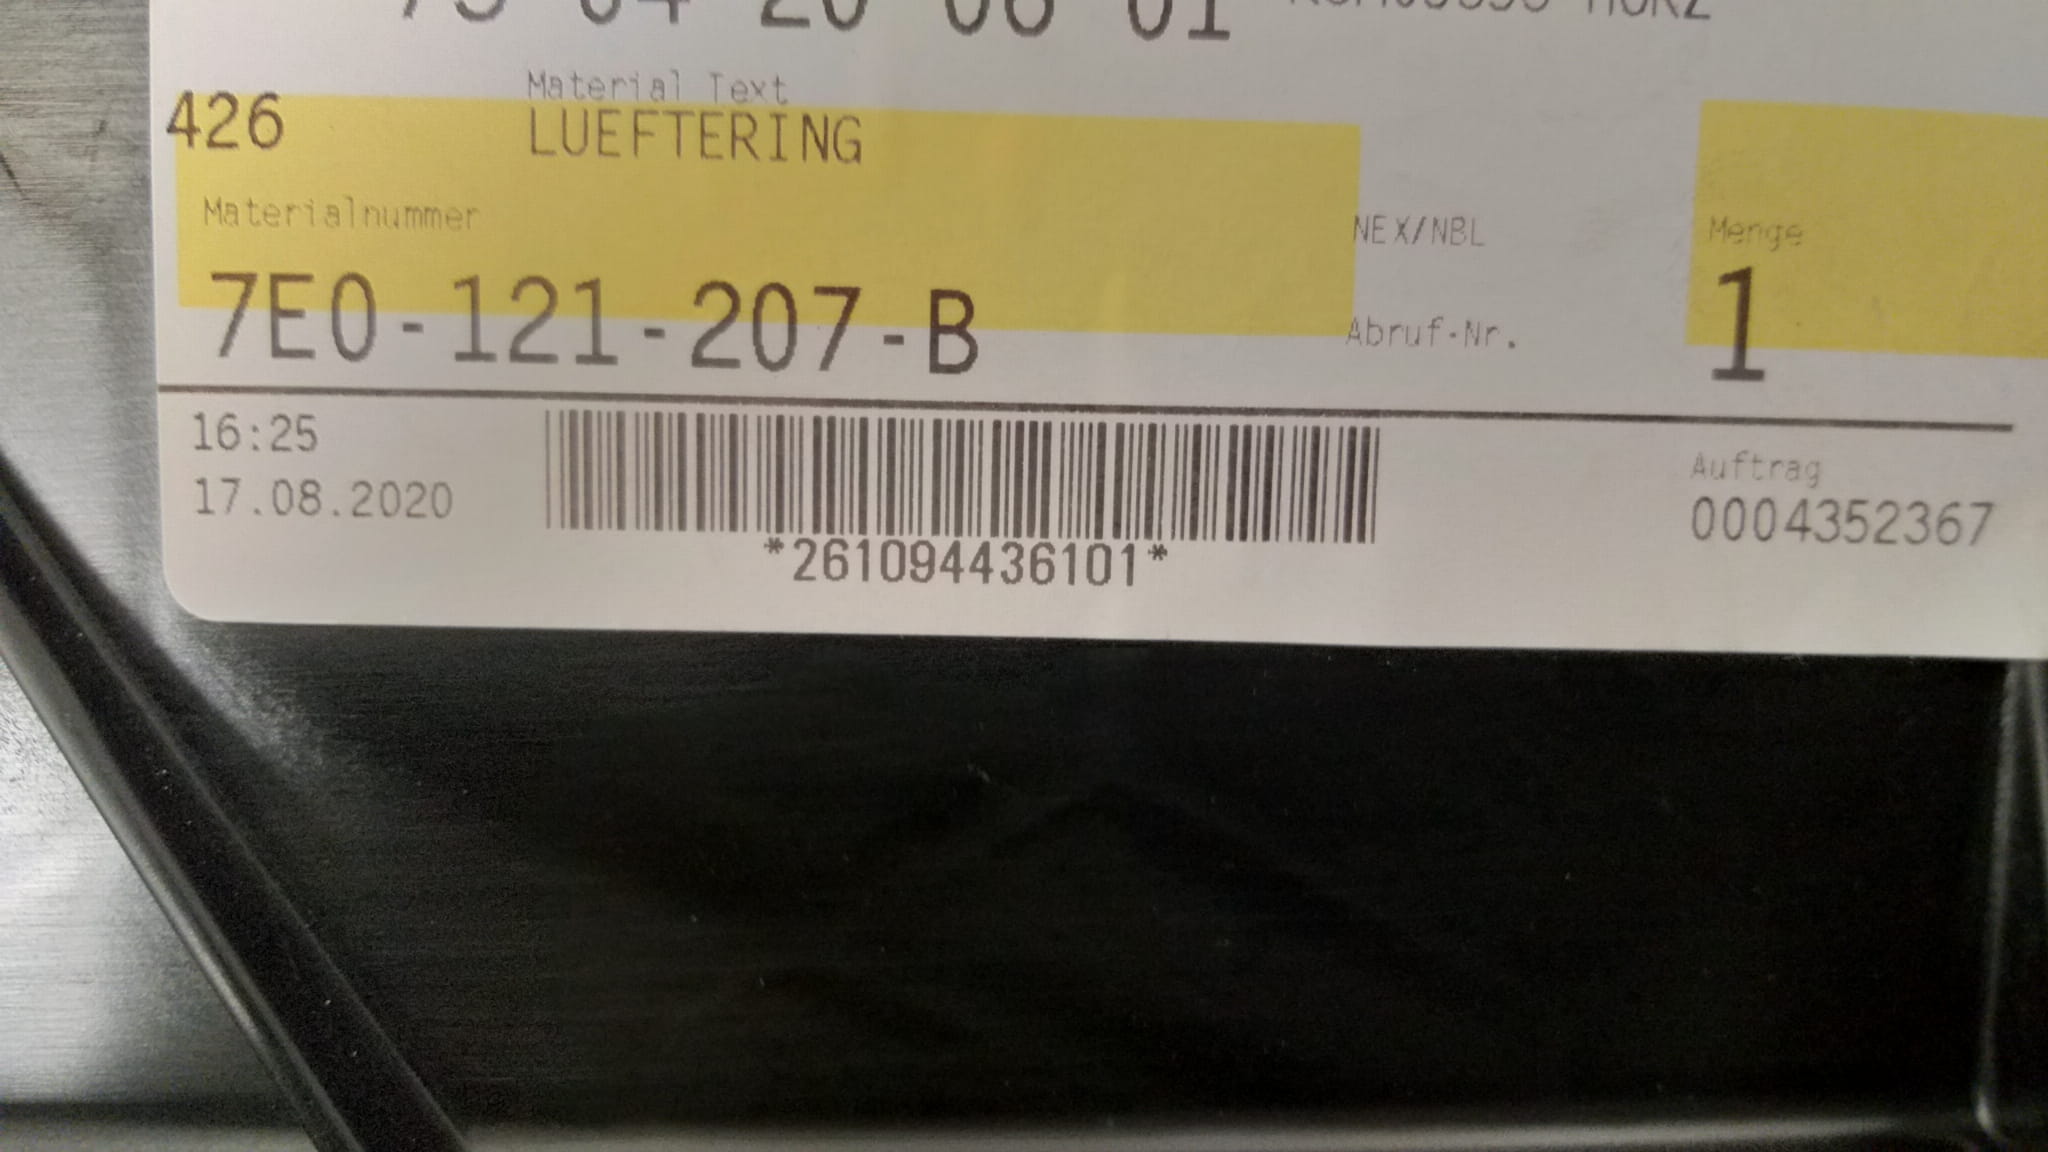 Material Text
426 LUEFTERING
Materialnummer NEX/NBL Menge
7E0-121-207-B Abruf-Nr. 1
16:25 Auftrag
17.08.2020 0004352367
*261094436101*